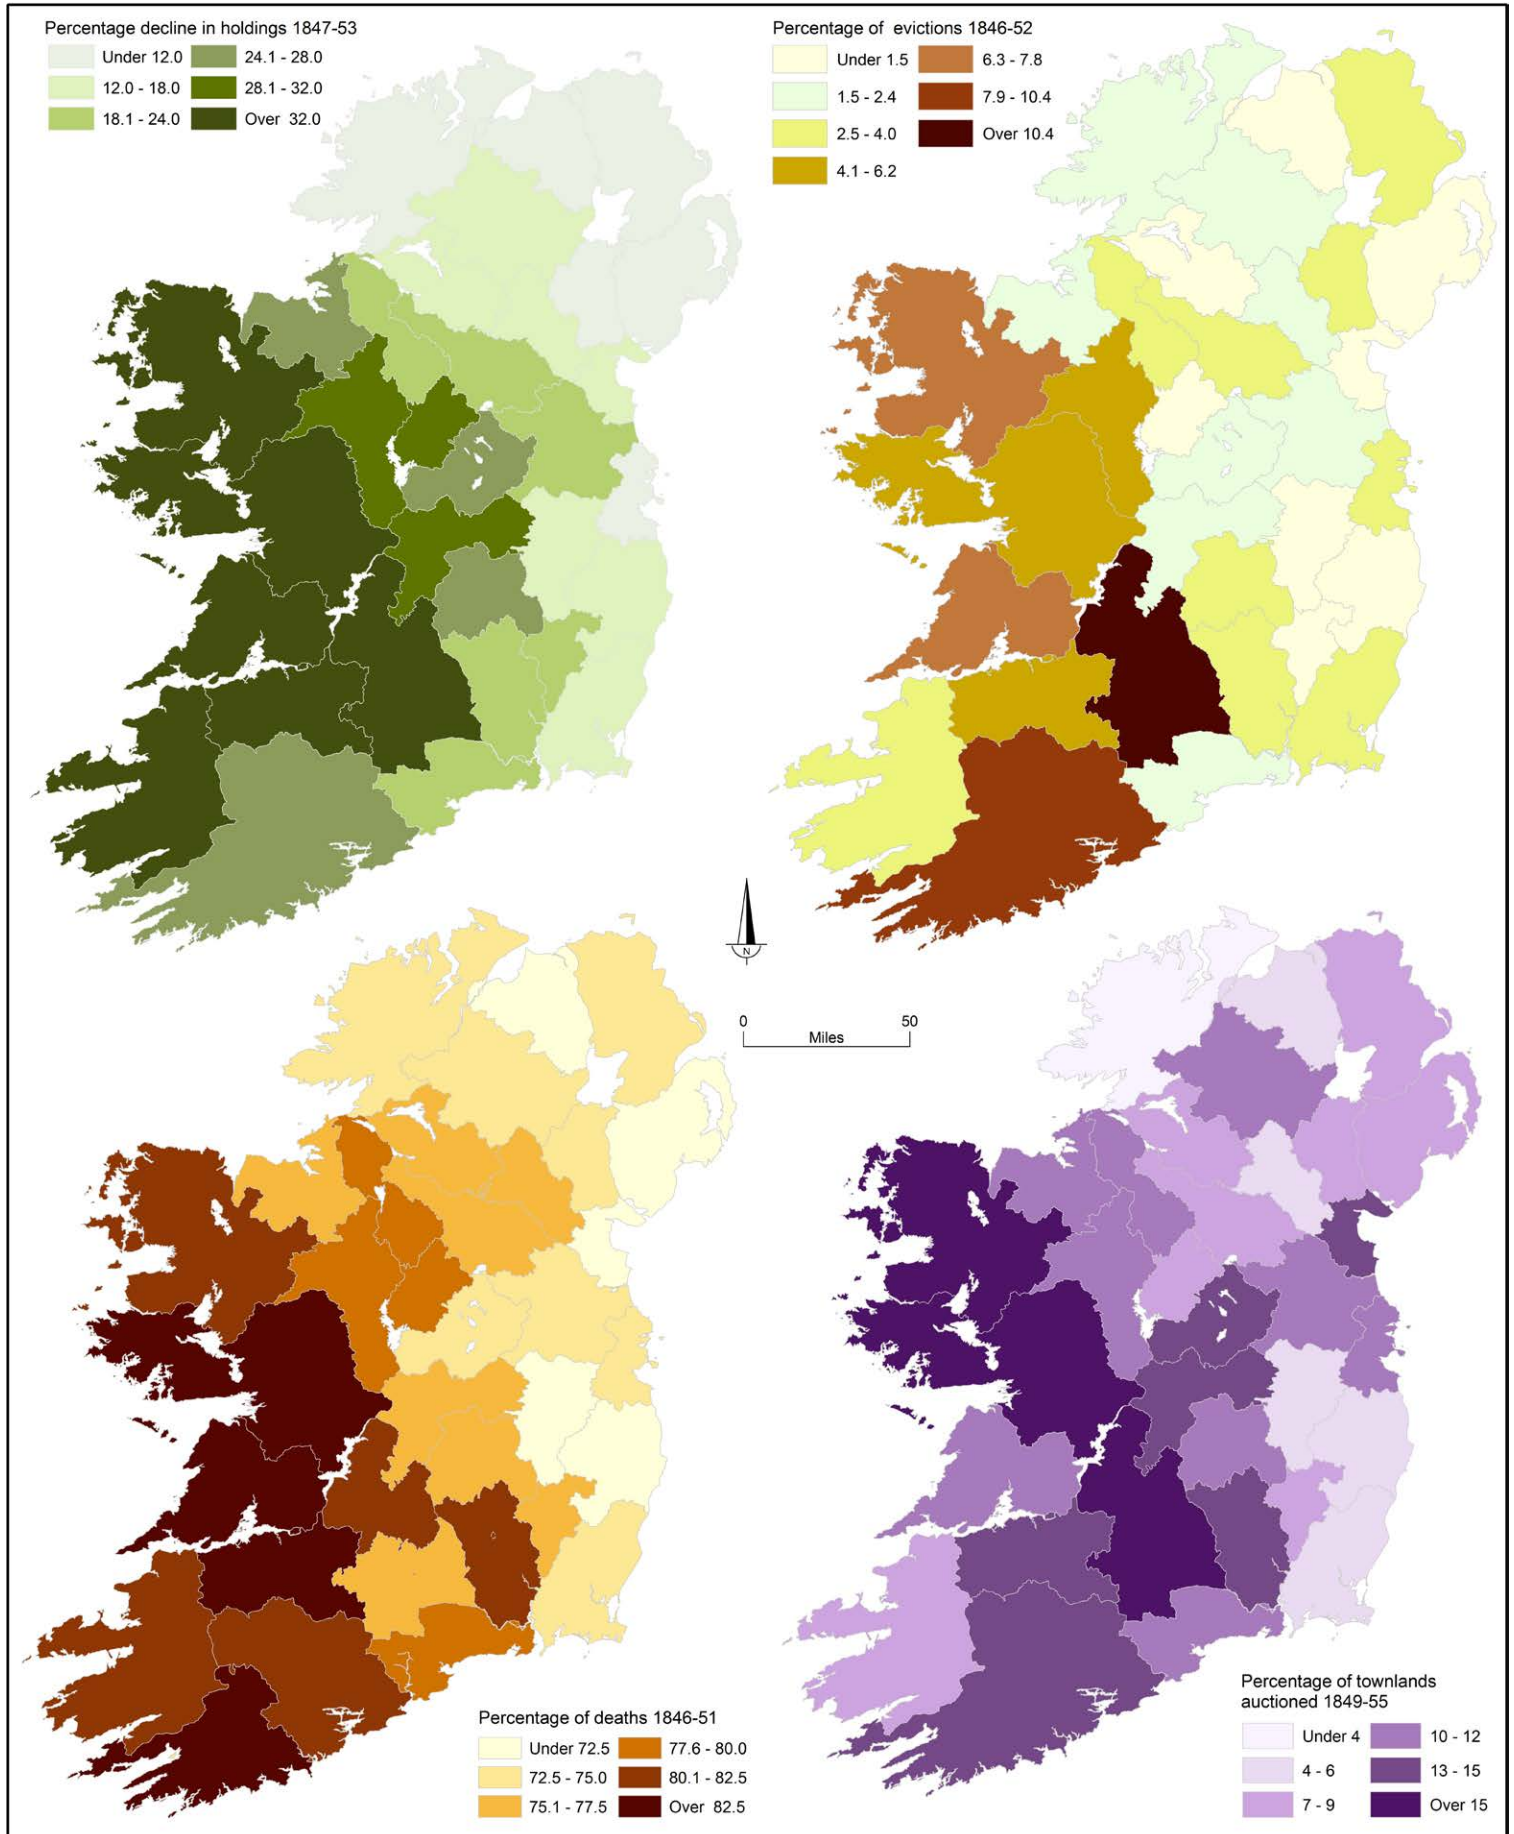 Percentage decline in holdings 1847-53
Under 12.0
12.0 - 18.0
18.1 - 24.0
24.1 - 28.0
28.1 - 32.0
Over 32.0
Percentage of evictions 1846-52
Under 1.5
1.5 - 2.4
2.5 - 4.0
4.1 - 6.2
6.3 - 7.8
7.9 - 10.4
Over 10.4
N
0 50
Miles
Percentage of deaths 1846-51
Under 72.5
72.5 - 75.0
75.1 - 77.5
77.6 - 80.0
80.1 - 82.5
Over 82.5
Percentage of townlands
auctioned 1849-55
Under 4
4 - 6
7 - 9
10 - 12
13 - 15
Over 15